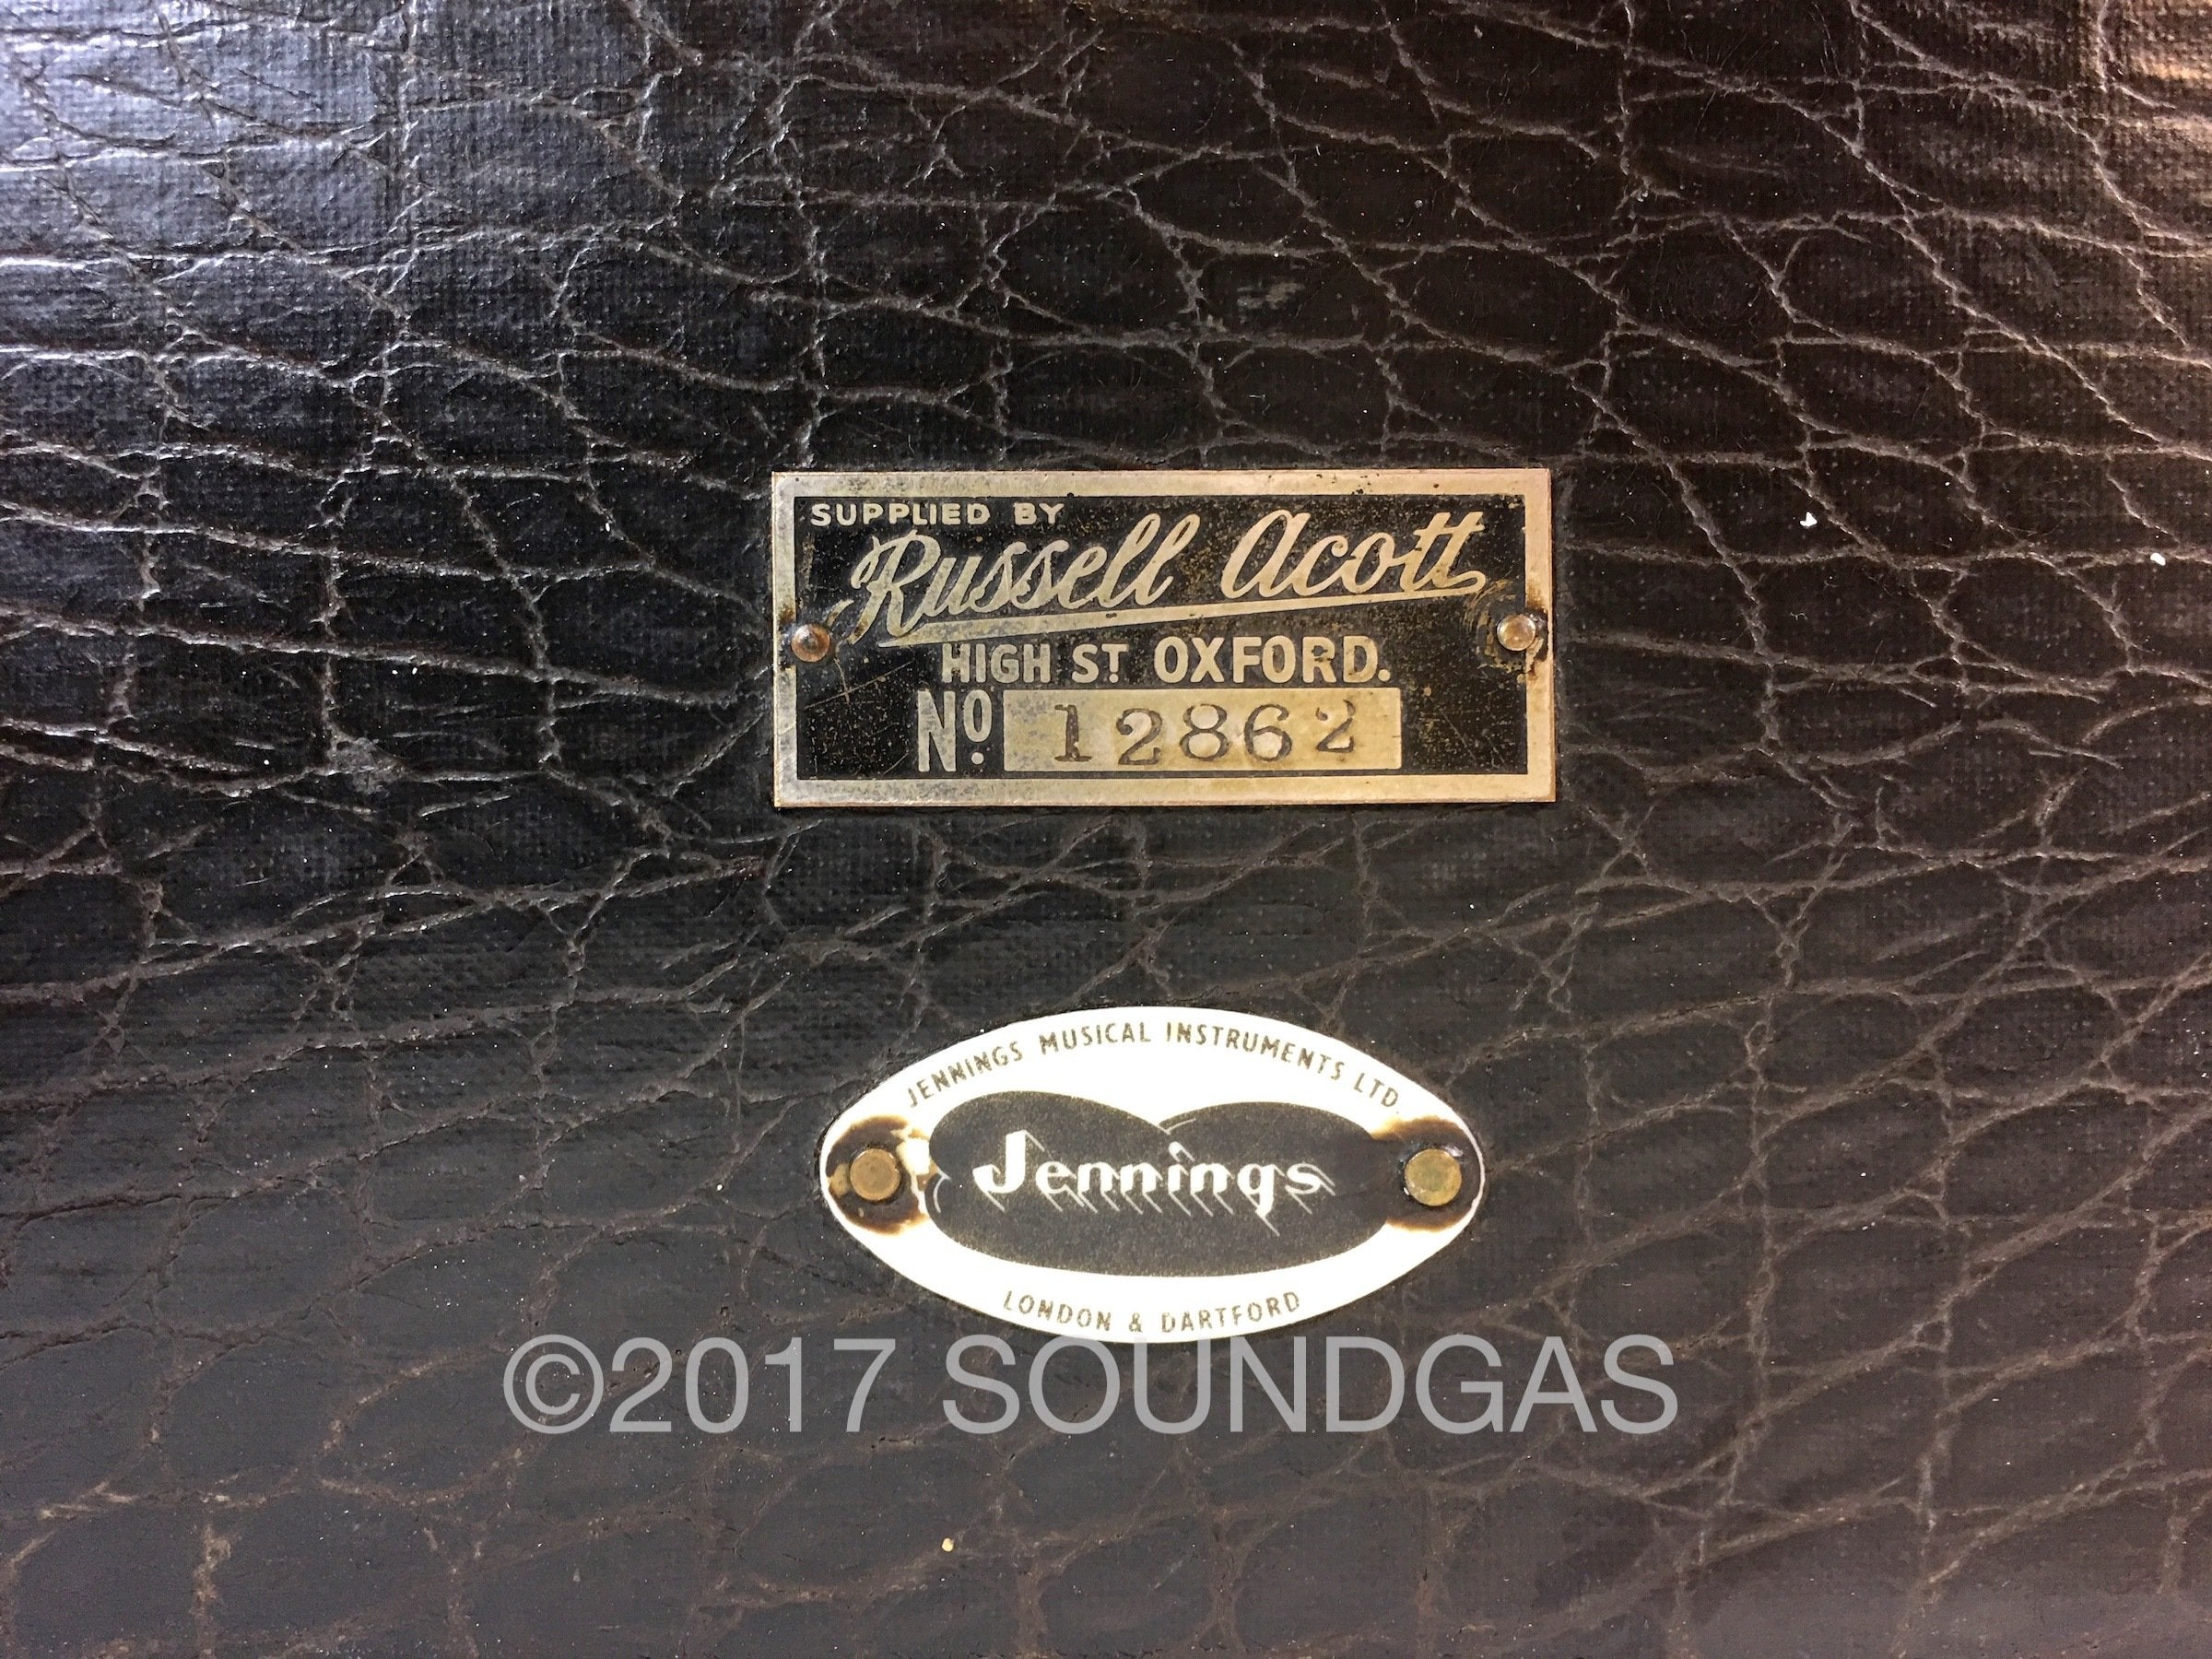 SUPPLIED BY
Russell Acott
HIGH ST OXFORD.
No. 12862
JENNINGS MUSICAL INSTRUMENTS LTD
Jennings
LONDON & DARTFORD
©2017 SOUNDGAS